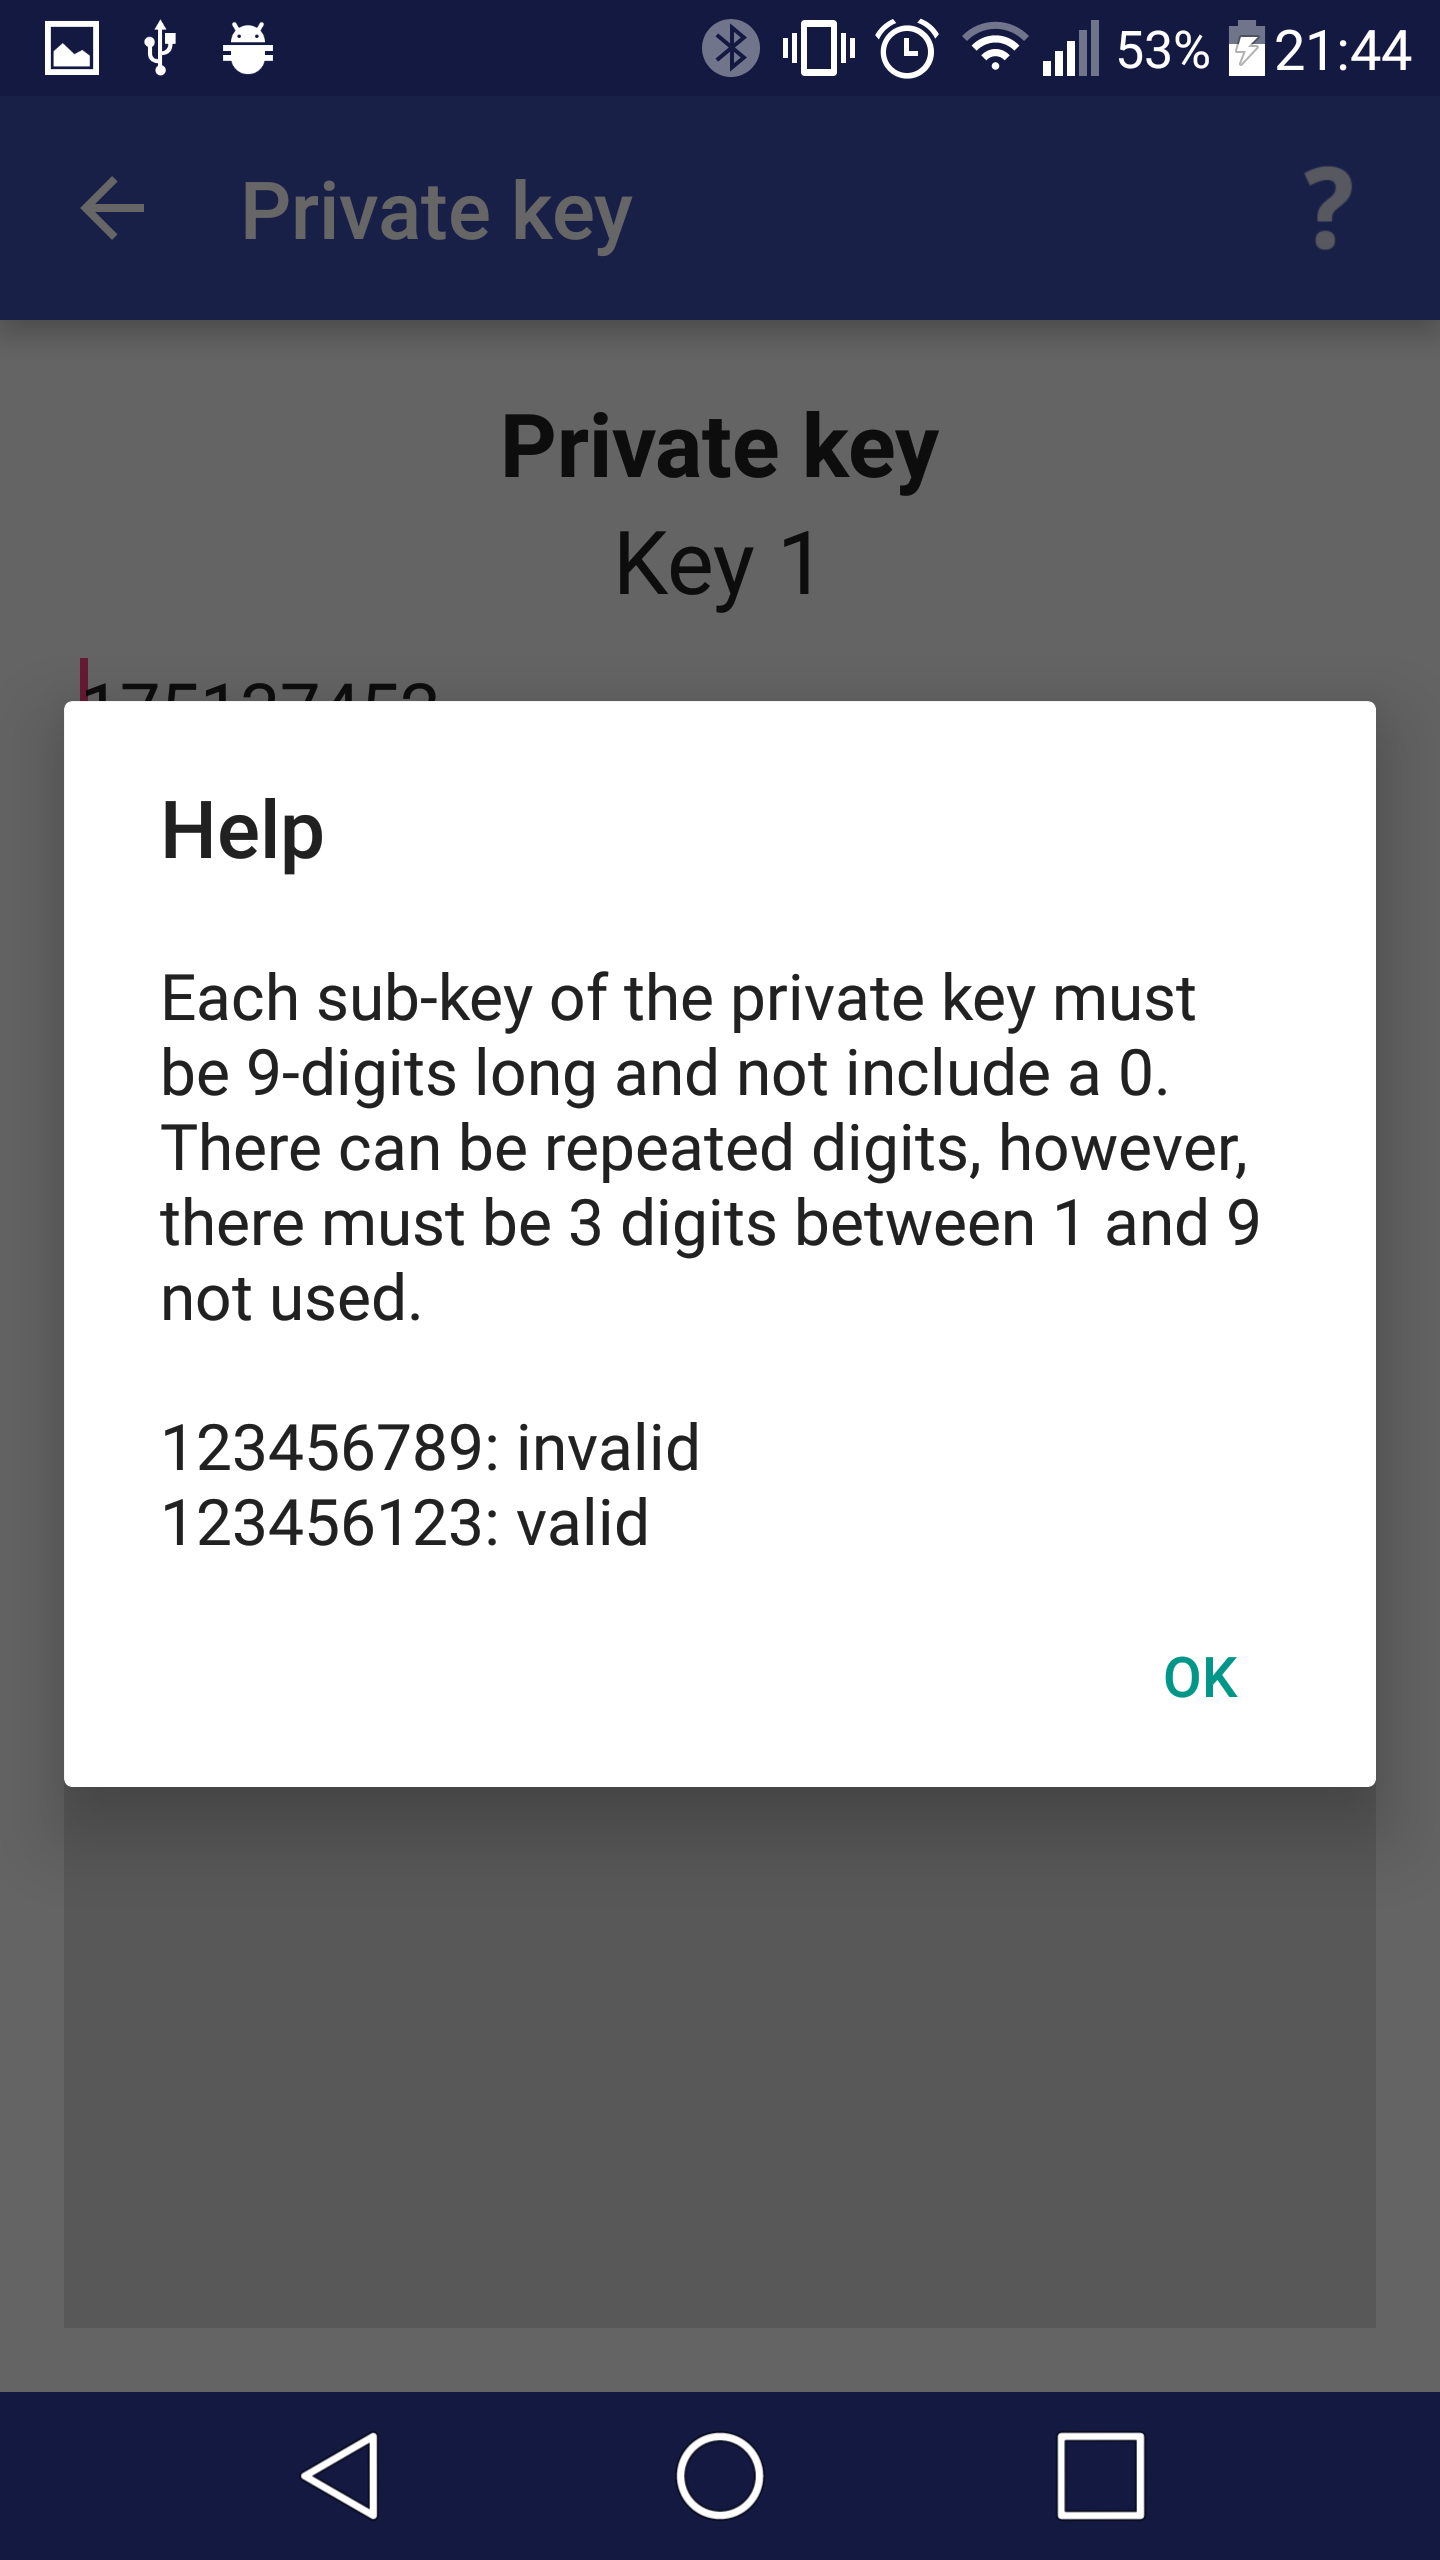 53% 21:44
Private key ?
Private key
Key 1
Help
Each sub-key of the private key must
be 9-digits long and not include a 0.
There can be repeated digits, however,
there must be 3 digits between 1 and 9
not used.
123456789: invalid
123456123: valid
OK